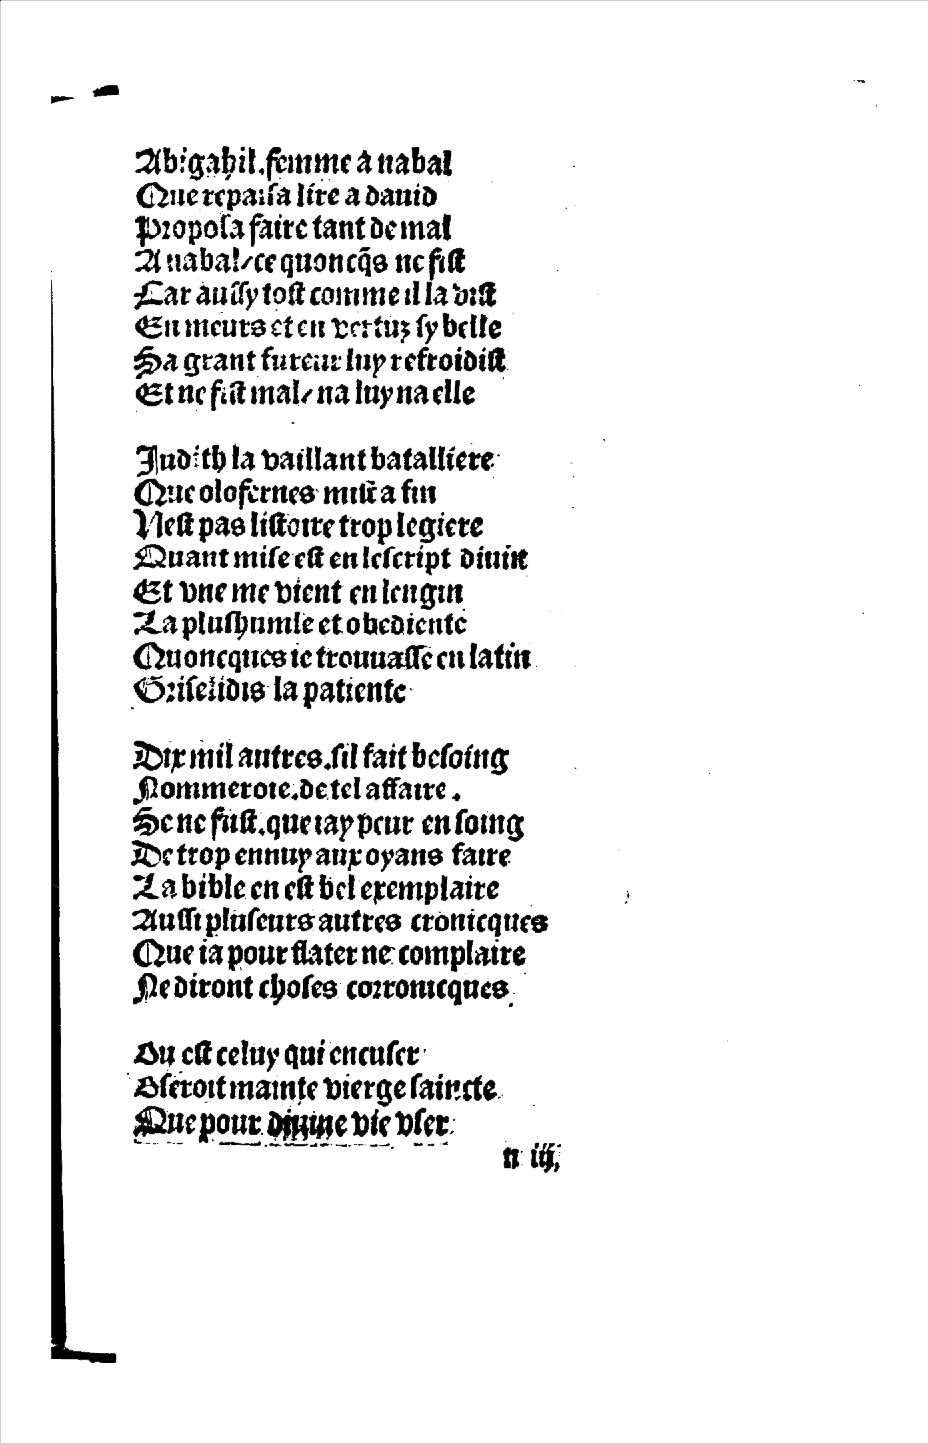 Abigahil.femme a nabal
Que repaisa lire a dauid
Proposa faire tant de mal
A nabal/ce quoncq̃s ne fist
Car aussy tost comme il la vist
En meurs et en vertuz sy belle
Sa grant fureur luy refroidist
Et ne fist mal/na luy na elle

Judith la vaillant batalliere
Que olofernes mist a fin
Nest pas listoire trop legiere
Quant mise est en lescript diuin
Et vne me vient en lengin
La plushumle et obediente
Quoncques ie trouuasse en latin
Griselidis la patiente

Dix mil autres.sil fait besoing
Nommeroie.de tel affaire.
Se ne fust.que iay peur en soing
De trop ennuy aux oyans faire
La bible en est bel exemplaire
Aussi pluseurs autres cronicques
Que ia pour flater ne complaire
Ne diront choses corronicques

Ou est celuy qui encuser
Oseroit mainte vierge saincte
Que pour diuine vie vser
n iij,